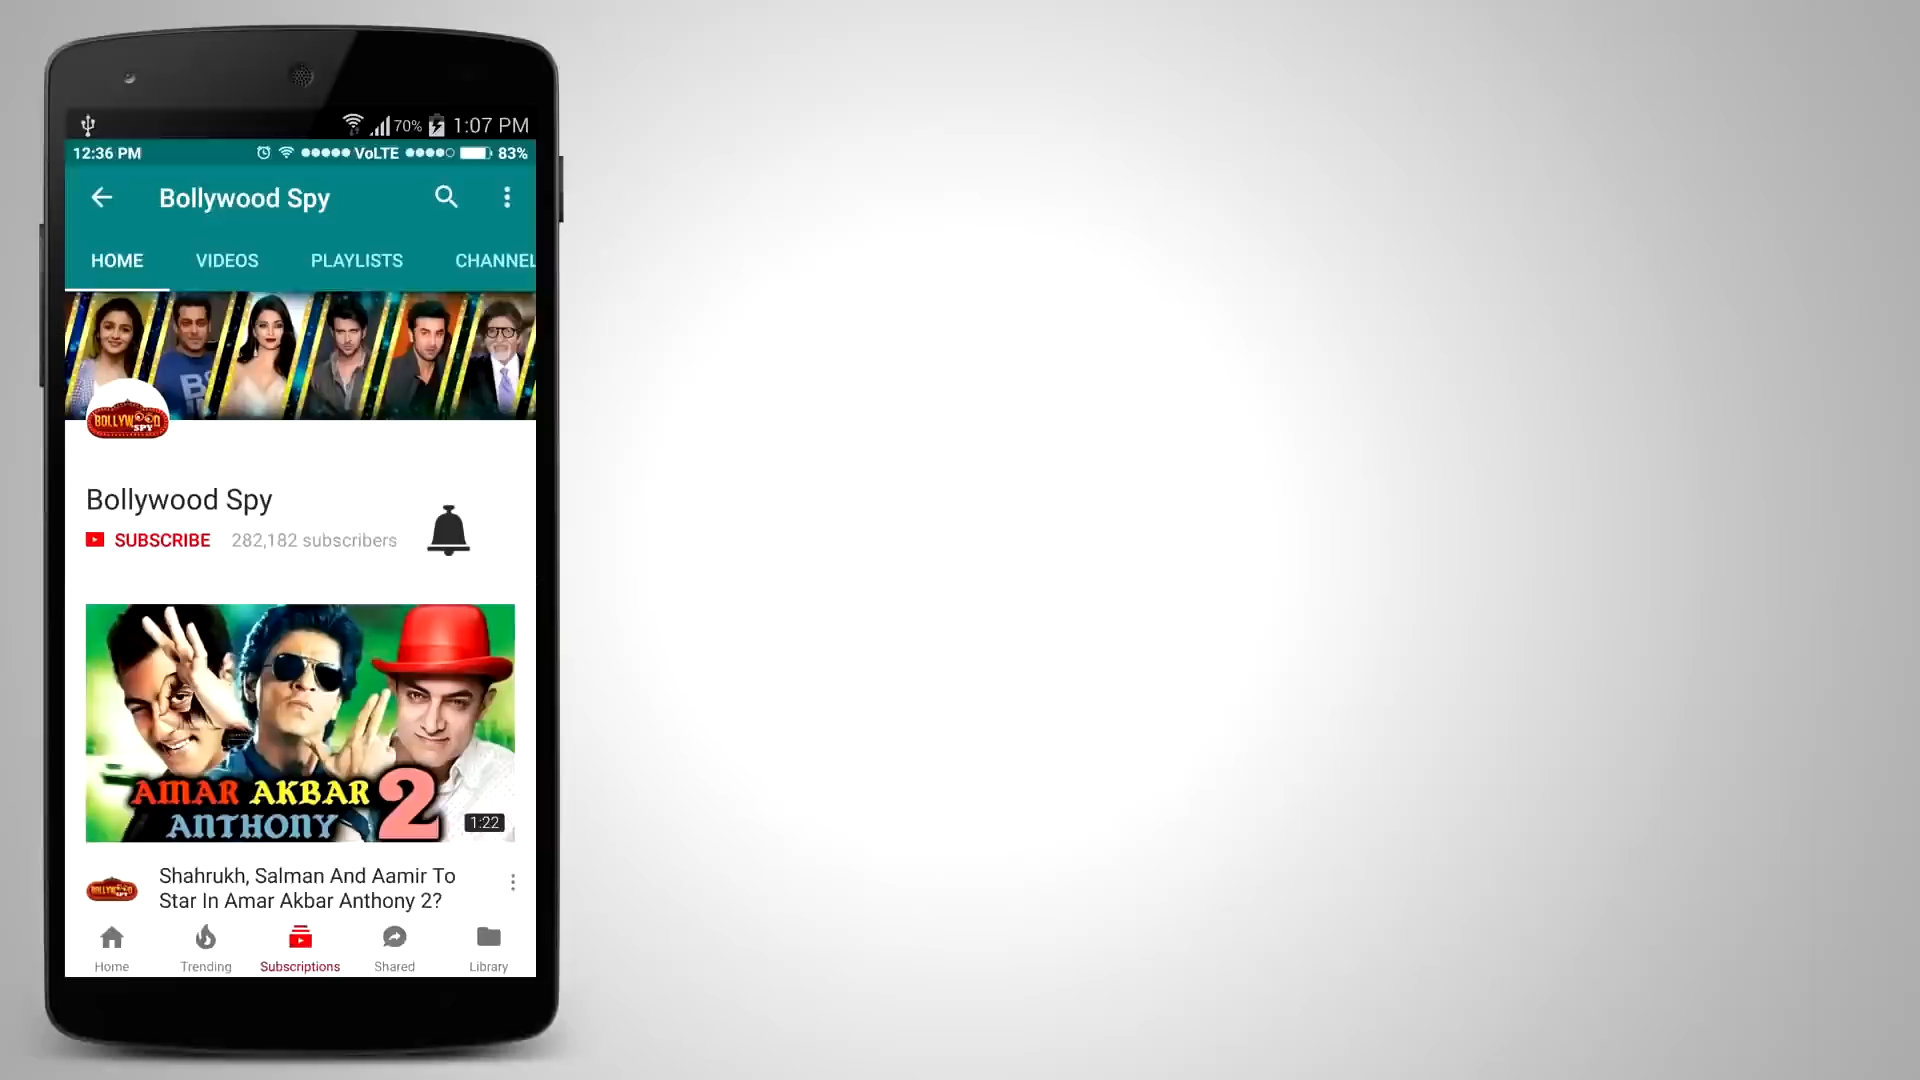 70% 1:07 PM
12:36 PM VoLTE 83%
Bollywood Spy
HOME VIDEOS PLAYLISTS CHANNEL
BOLLYWOOD
SPY
Bollywood Spy
SUBSCRIBE 282,182 subscribers
AMAR AKBAR 2
ANTHONY
1:22
Shahrukh, Salman And Aamir To
Star In Amar Akbar Anthony 2?
BOLLYWOOD
SPY
Home Trending Subscriptions Shared Library